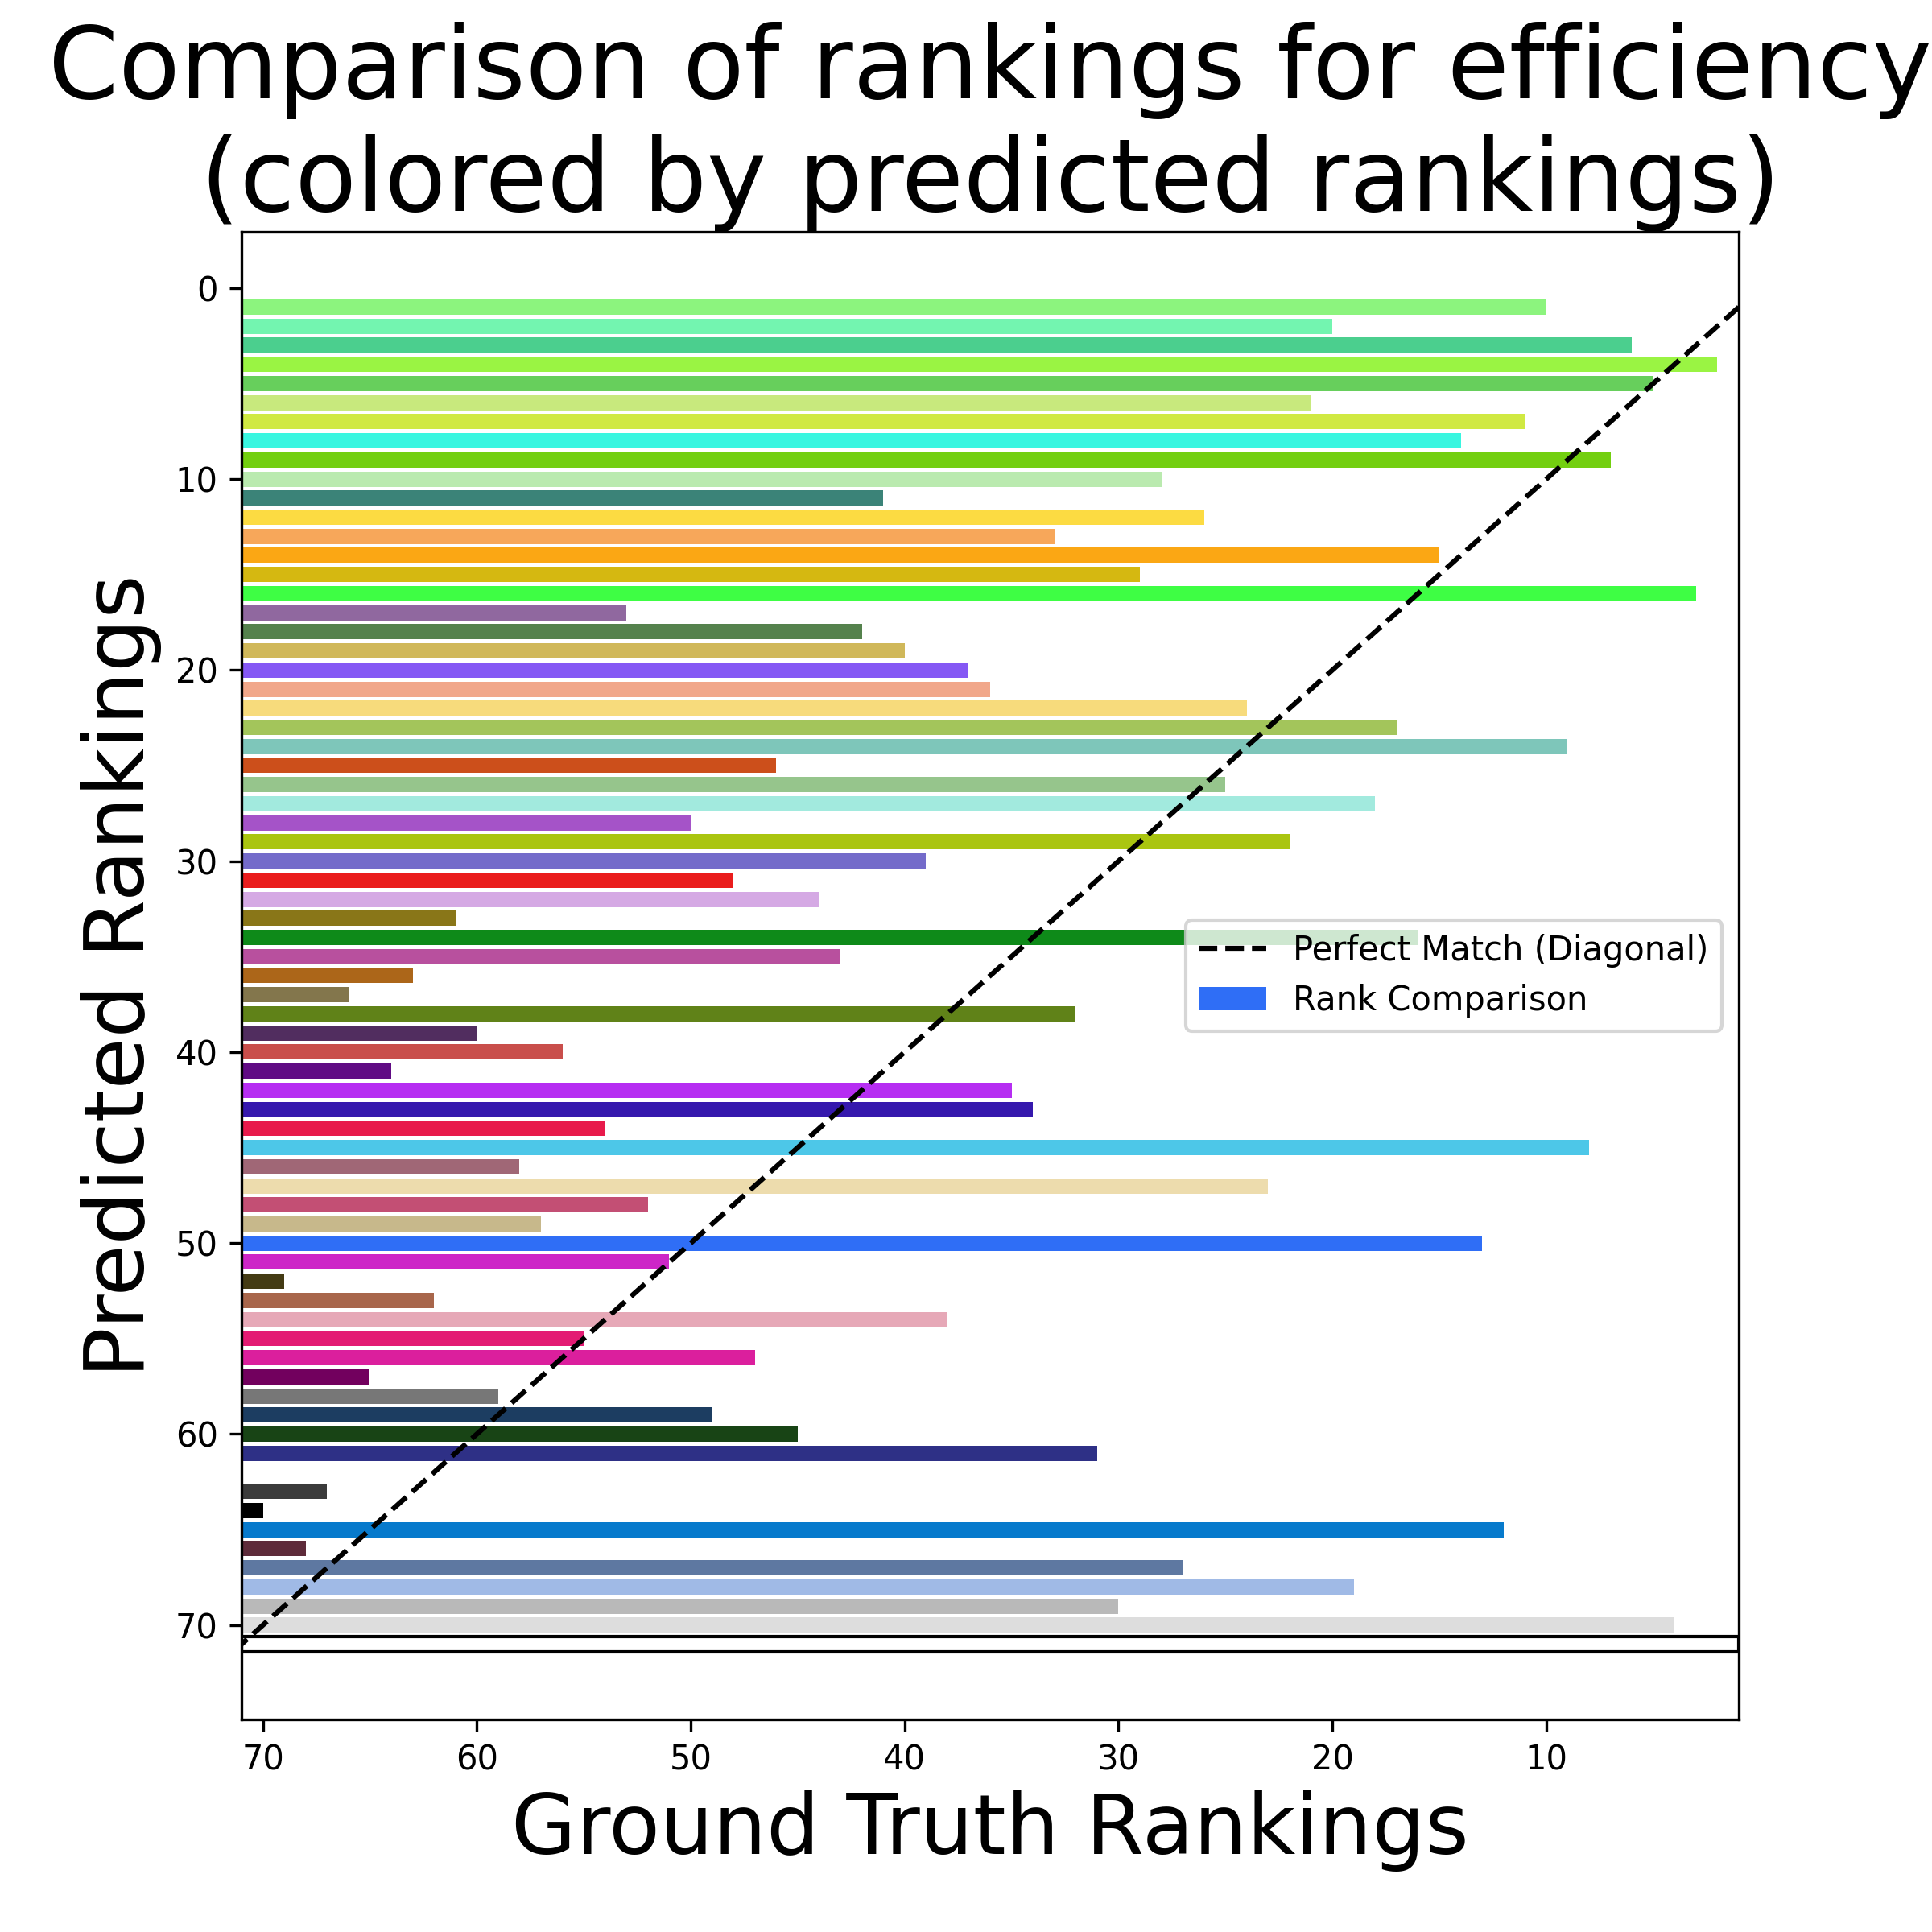 Comparison of rankings for efficiency
(colored by predicted rankings)
Predicted Rankings
0
10
20
30
40
50
60
70
Perfect Match (Diagonal)
Rank Comparison
70 60 50 40 30 20 10
Ground Truth Rankings